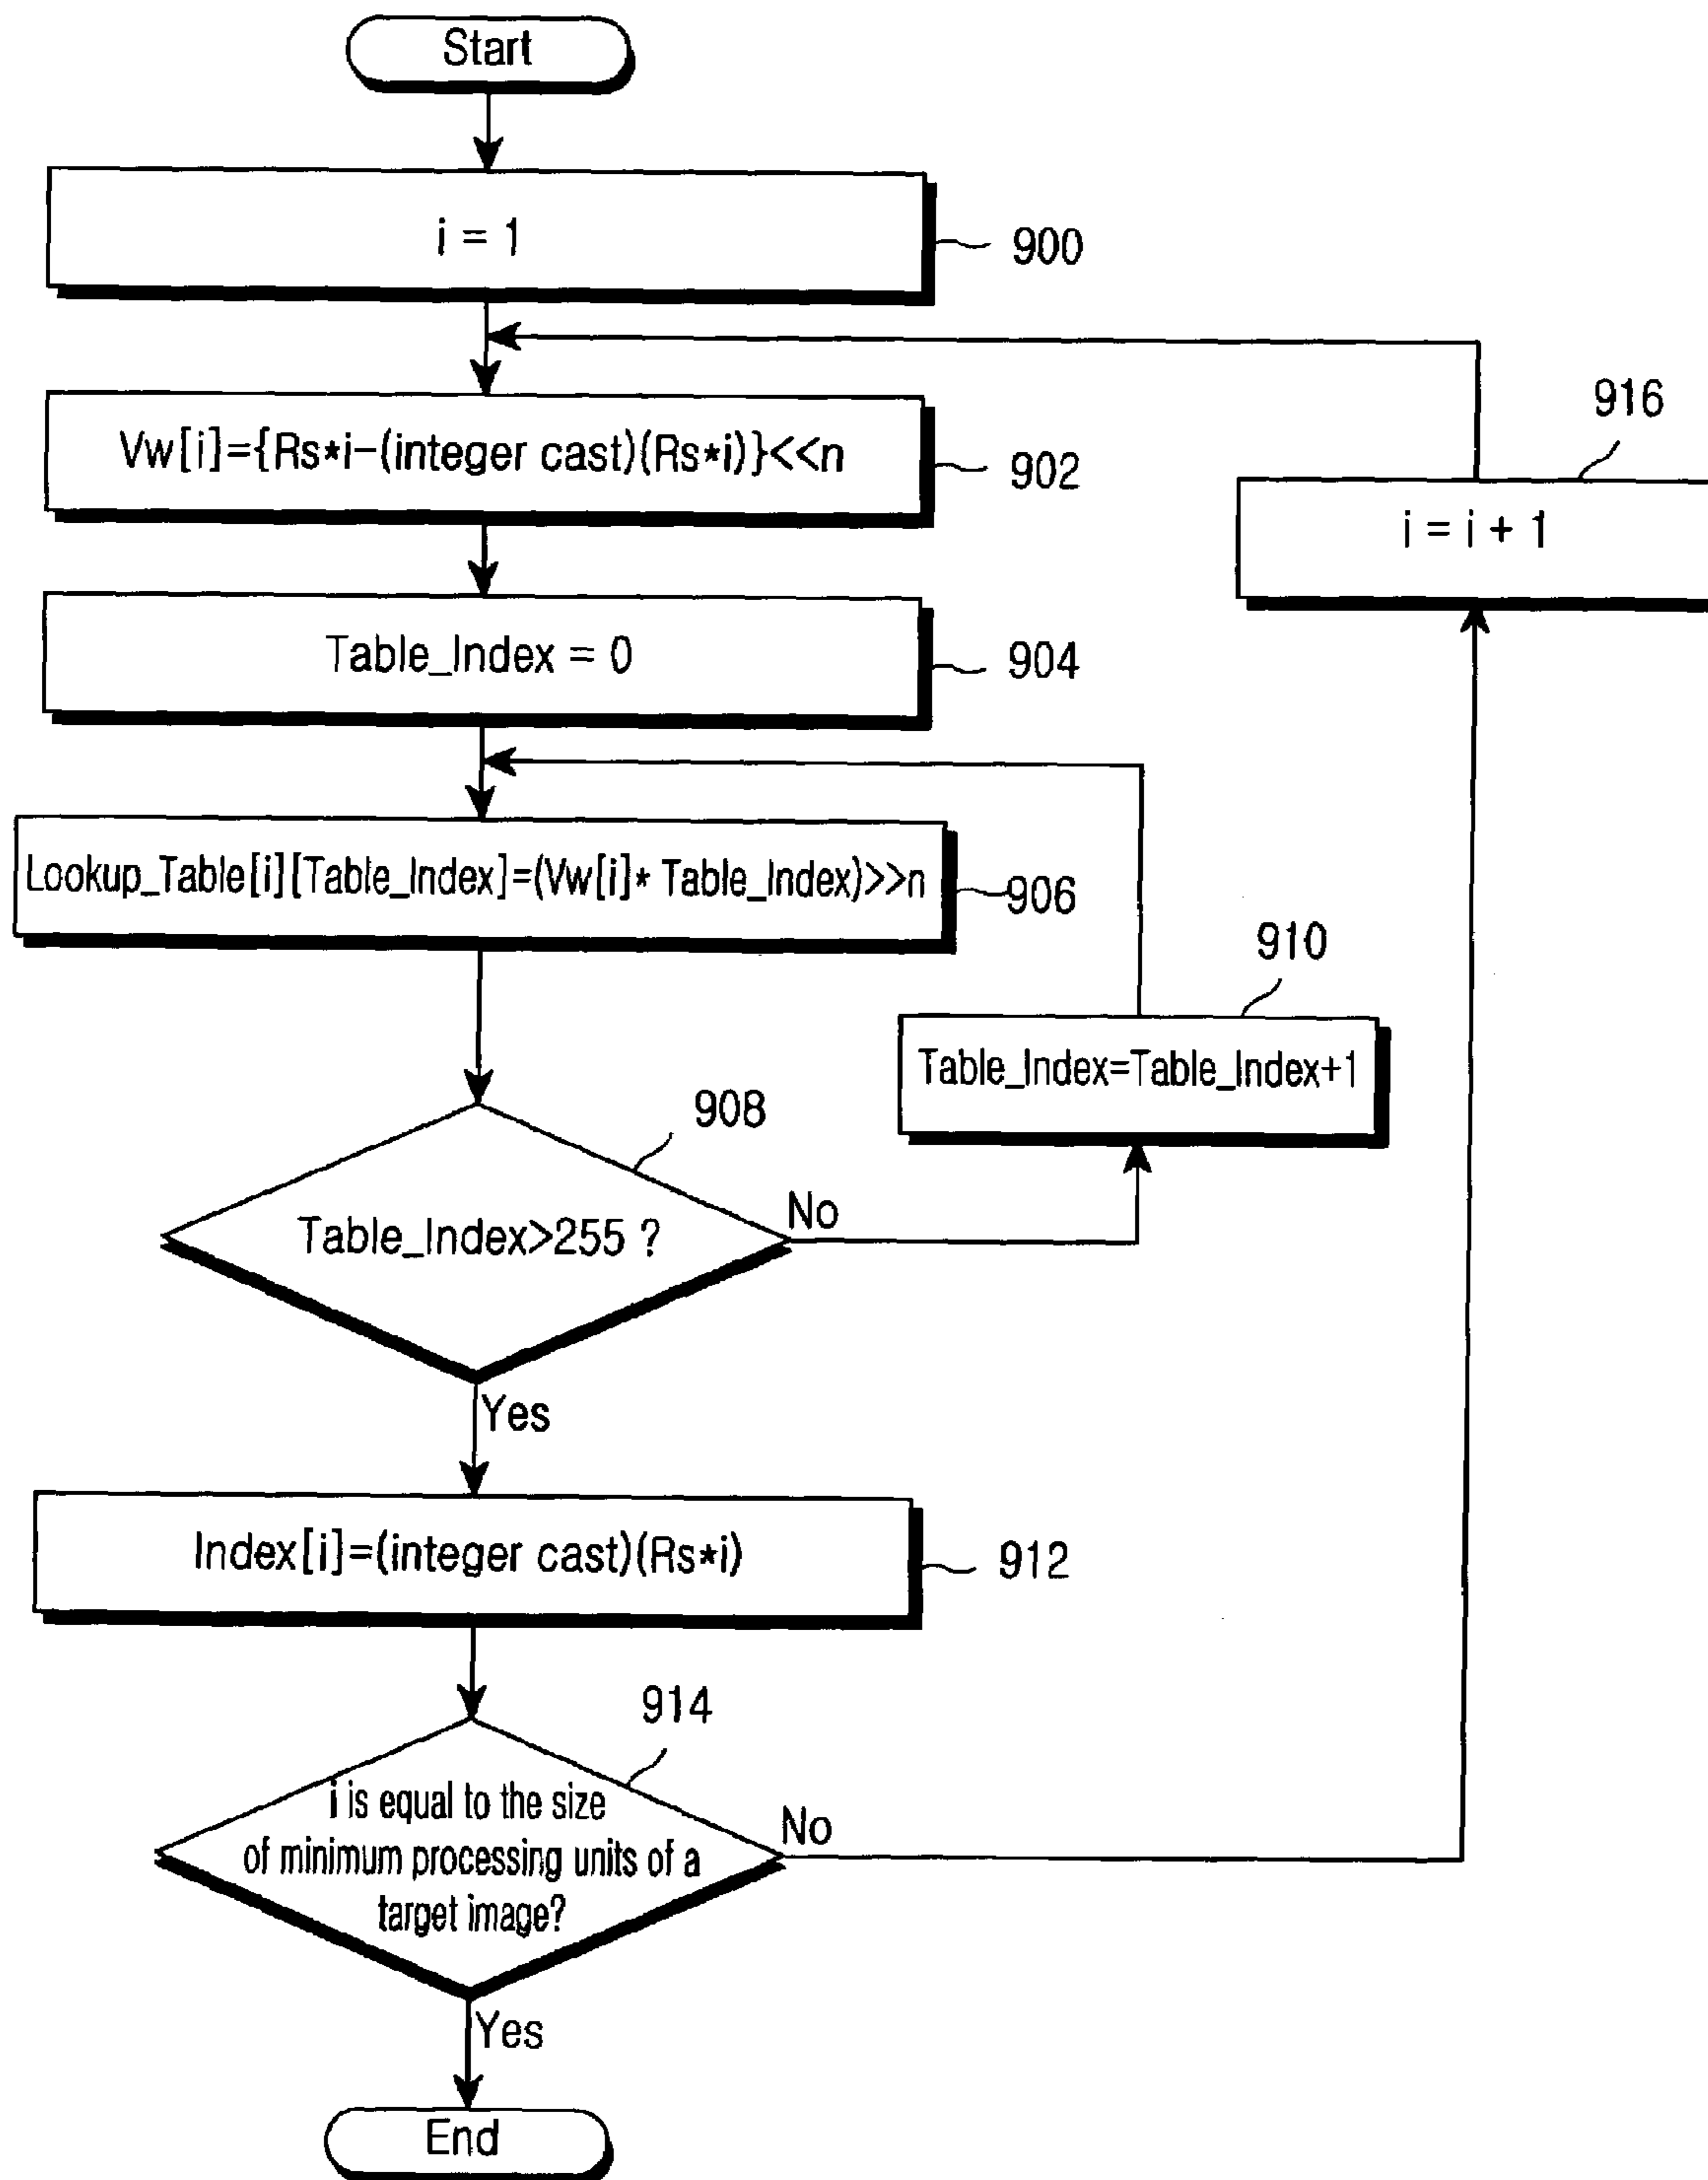 Start
i = 1
900
Vw[i]={Rs*i-(integer cast)(Rs*i)}<<n
902
916
i = i + 1
Table_Index = 0
904
Lookup_Table[i][Table_Index]=(Vw[i]* Table_Index)>>n
906
910
Table_Index=Table_Index+1
908
Table_Index>255 ?
No
Yes
Index[i]=(integer cast)(Rs*i)
912
914
i is equal to the size
of minimum processing units of a
target image?
No
Yes
End